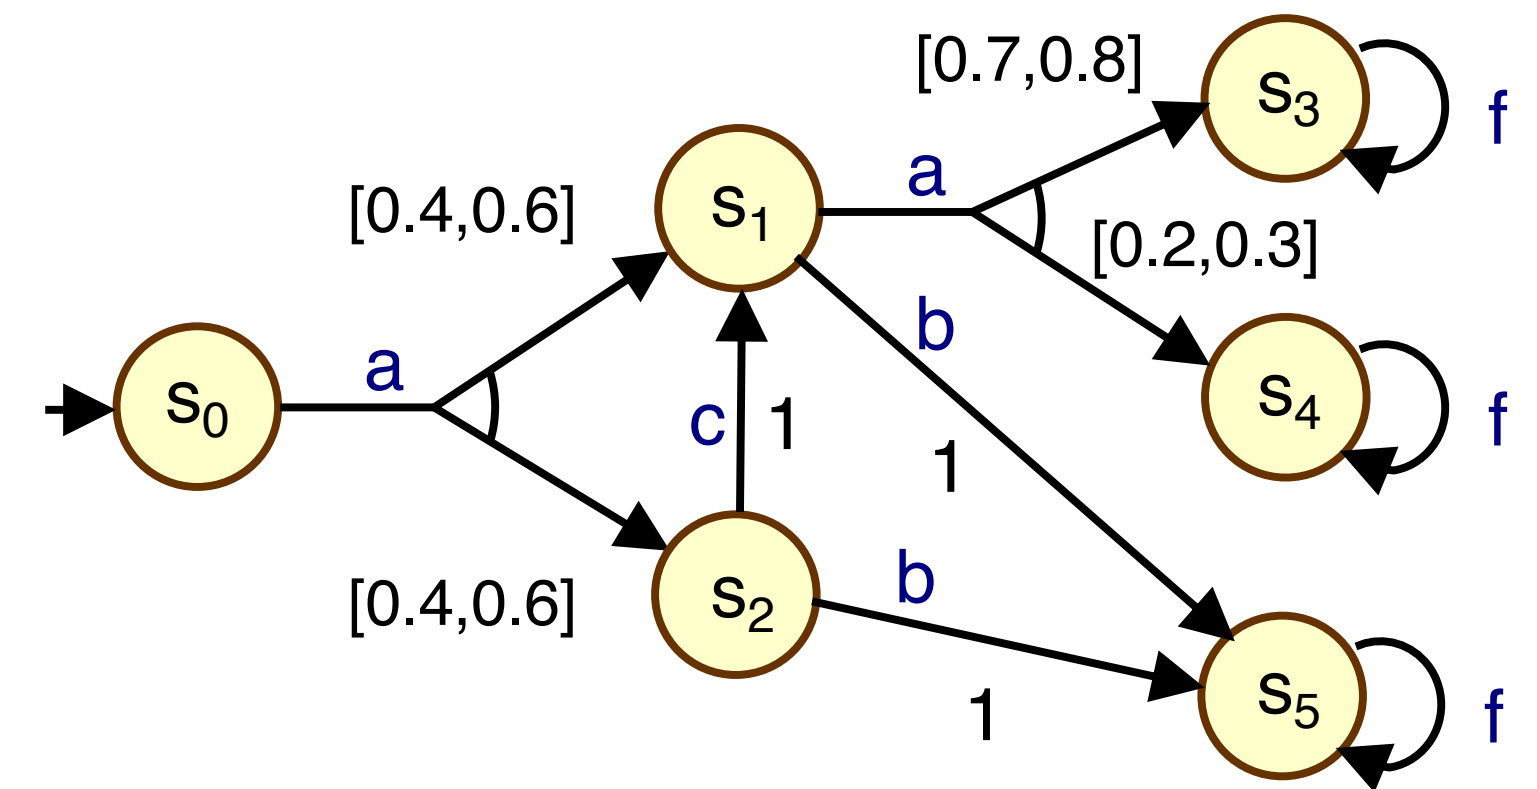 [0.7,0.8]
s3
f
a
[0.4,0.6]
s1
[0.2,0.3]
b
a
s0
c
1
s4
f
1
b
[0.4,0.6]
s2
1
s5
f